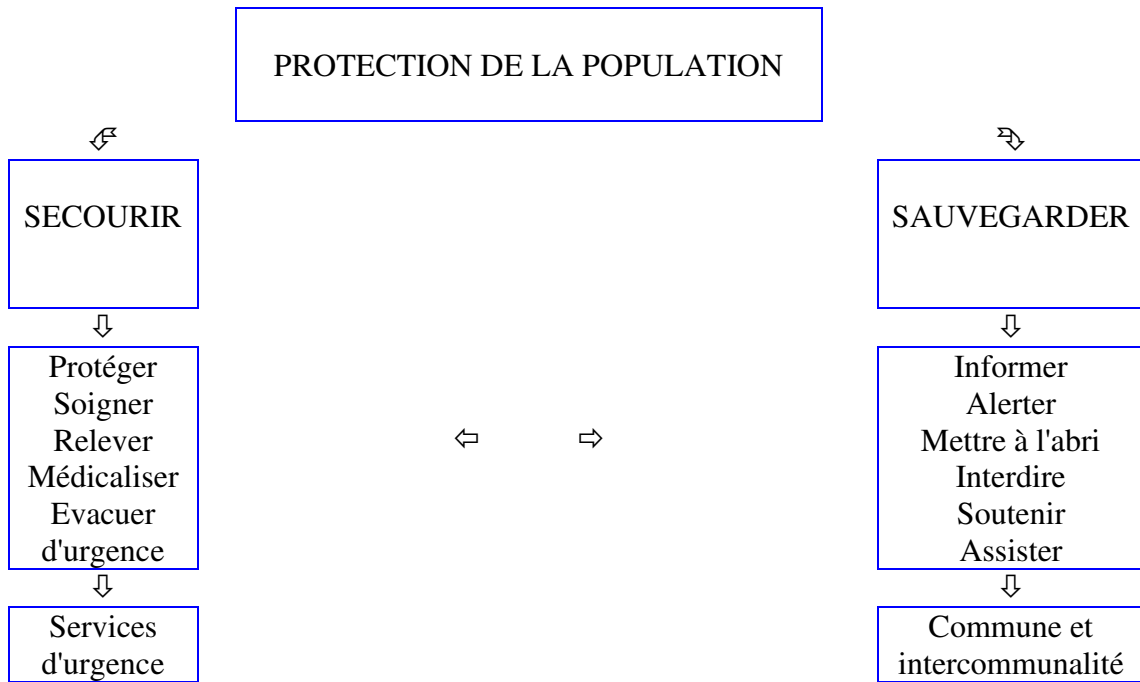 PROTECTION DE LA POPULATION
SECOURIR
SAUVEGARDER
Protéger
Soigner
Relever
Médicaliser
Evacuer
d'urgence
Informer
Alerter
Mettre à l'abri
Interdire
Soutenir
Assister
Services
d'urgence
Commune et
intercommunalité